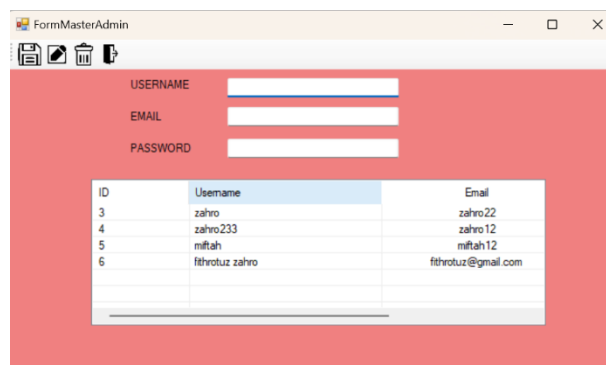 FormMasterAdmin
USERNAME
EMAIL
PASSWORD
ID Username Email
3 zahro zahro22
4 zahro233 zahro12
5 miftah miftah12
6 fithrotuz zahro fithrotuz@gmail.com